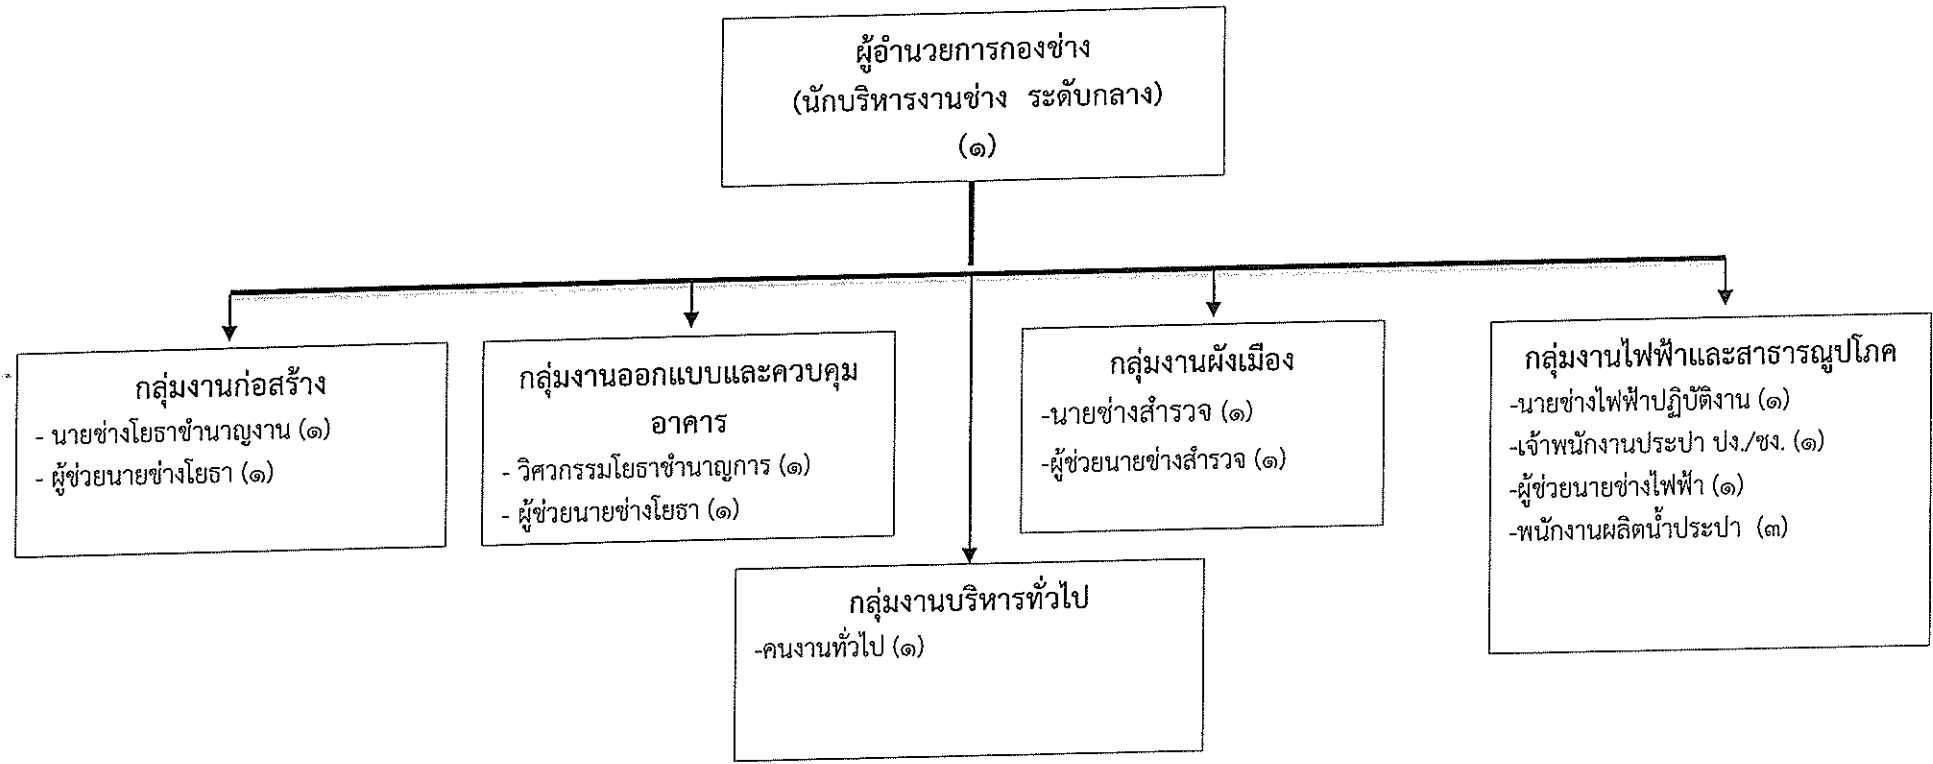 ผู้อำนวยการกองช่าง
(นักบริหารงานช่าง ระดับกลาง)
(๑)
กลุ่มงานก่อสร้าง
- นายช่างโยธาชำนาญงาน (๑)
- ผู้ช่วยนายช่างโยธา (๑)
กลุ่มงานออกแบบและควบคุม
อาคาร
- วิศวกรรมโยธาชำนาญการ (๑)
- ผู้ช่วยนายช่างโยธา (๑)
กลุ่มงานผังเมือง
-นายช่างสำรวจ (๑)
-ผู้ช่วยนายช่างสำรวจ (๑)
กลุ่มงานไฟฟ้าและสาธารณูปโภค
-นายช่างไฟฟ้าปฏิบัติงาน (๑)
-เจ้าพนักงานประปา ปง./ชง. (๑)
-ผู้ช่วยนายช่างไฟฟ้า (๑)
-พนักงานผลิตน้ำประปา (๓)
กลุ่มงานบริหารทั่วไป
-คนงานทั่วไป (๑)